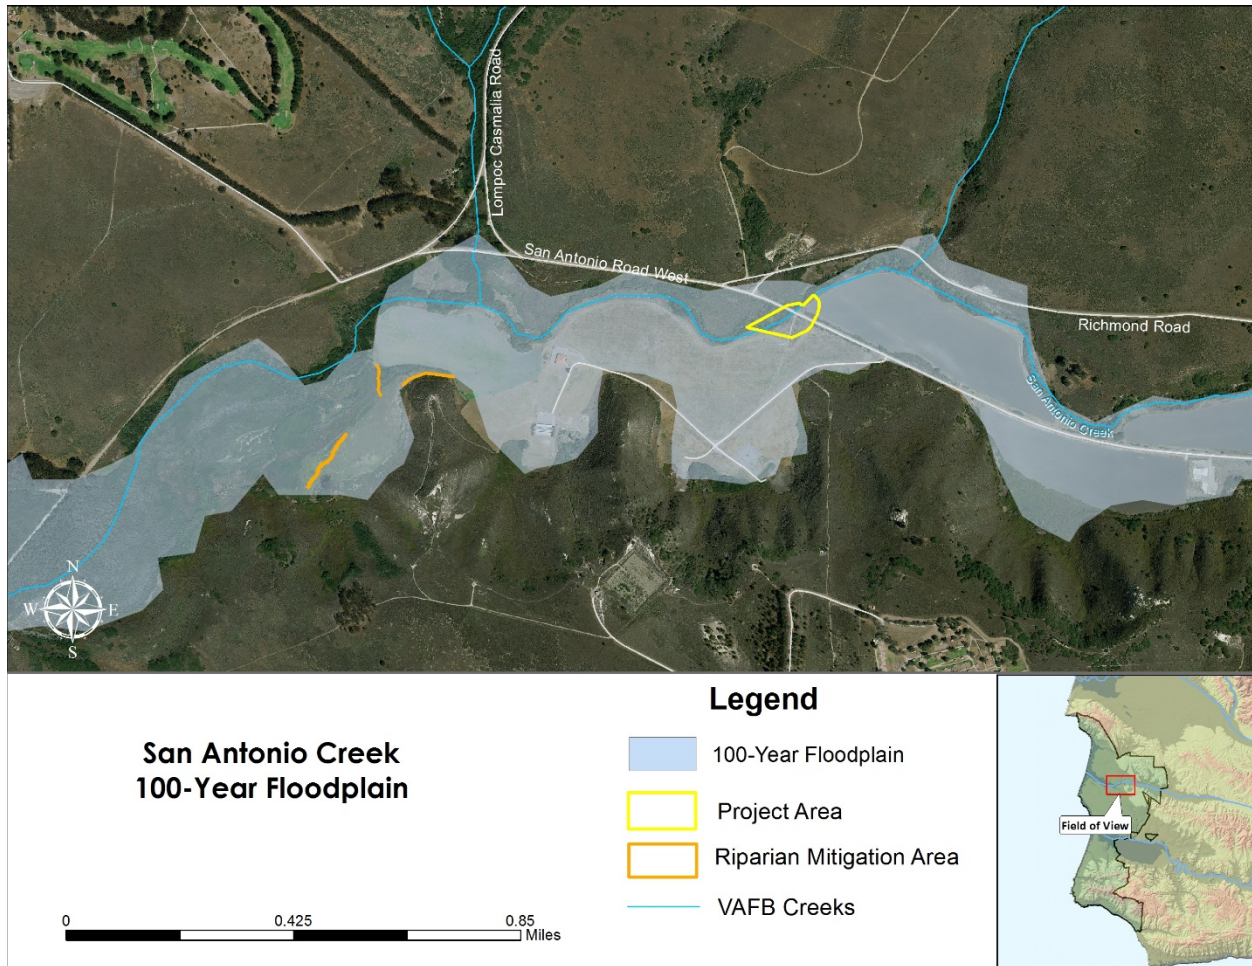 Lompoc Casmalia Road
San Antonio Road West
Richmond Road
San Antonio Creek
N
W
E
S
San Antonio Creek
100-Year Floodplain
Legend
100-Year Floodplain
Project Area
Riparian Mitigation Area
VAFB Creeks
0
0.425
0.85
Miles
Field of View